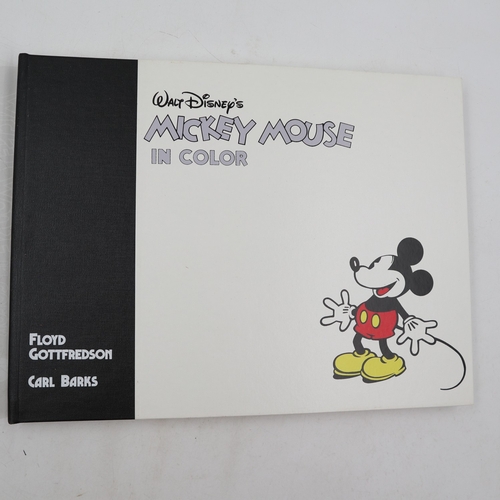 Walt Disney's
MICKEY MOUSE
IN COLOR
FLOYD
GOTTFREDSON
CARL BARKS